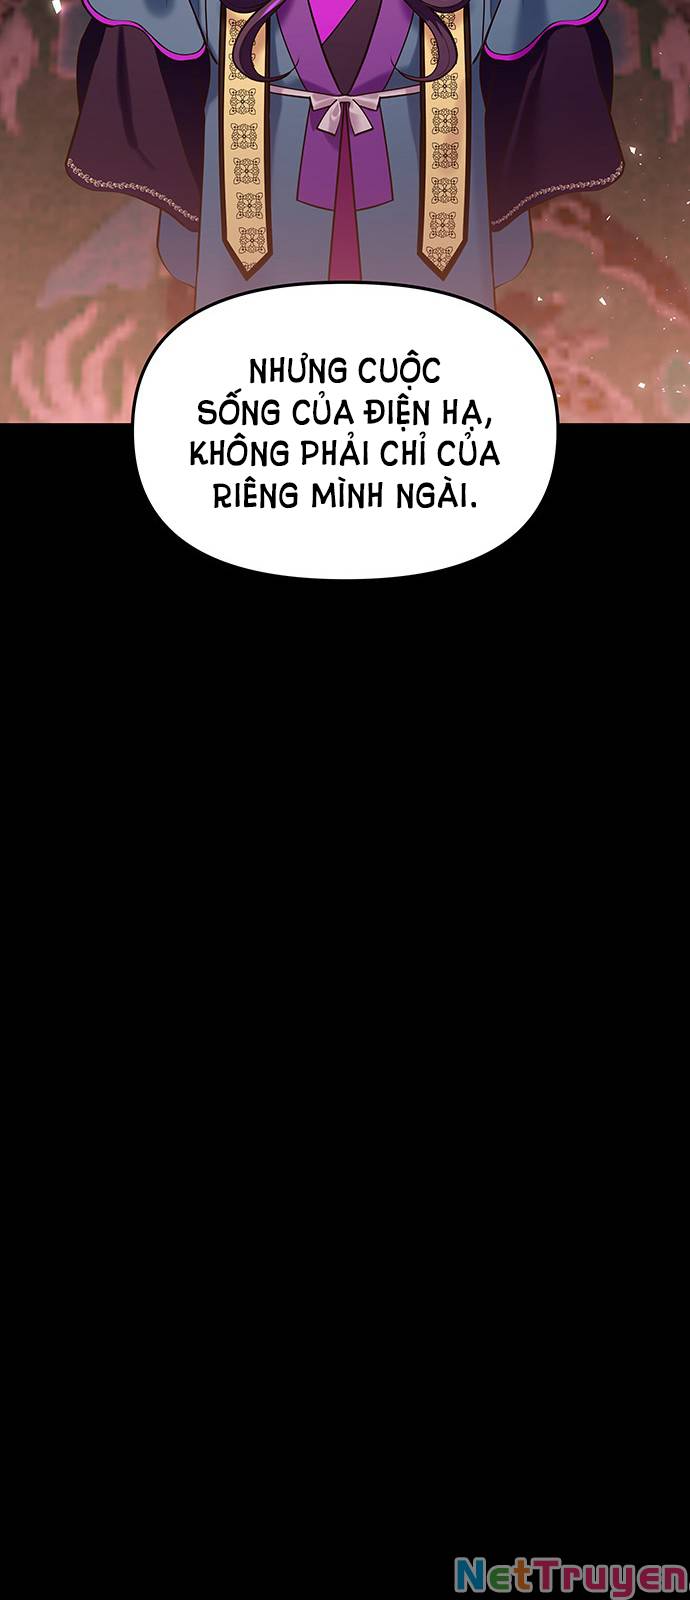 NHƯNG CUỘC
SỐNG CỦA ĐIỆN HẠ,
KHÔNG PHẢI CHỈ CỦA
RIÊNG MÌNH NGÀI.
NETTRUYEN